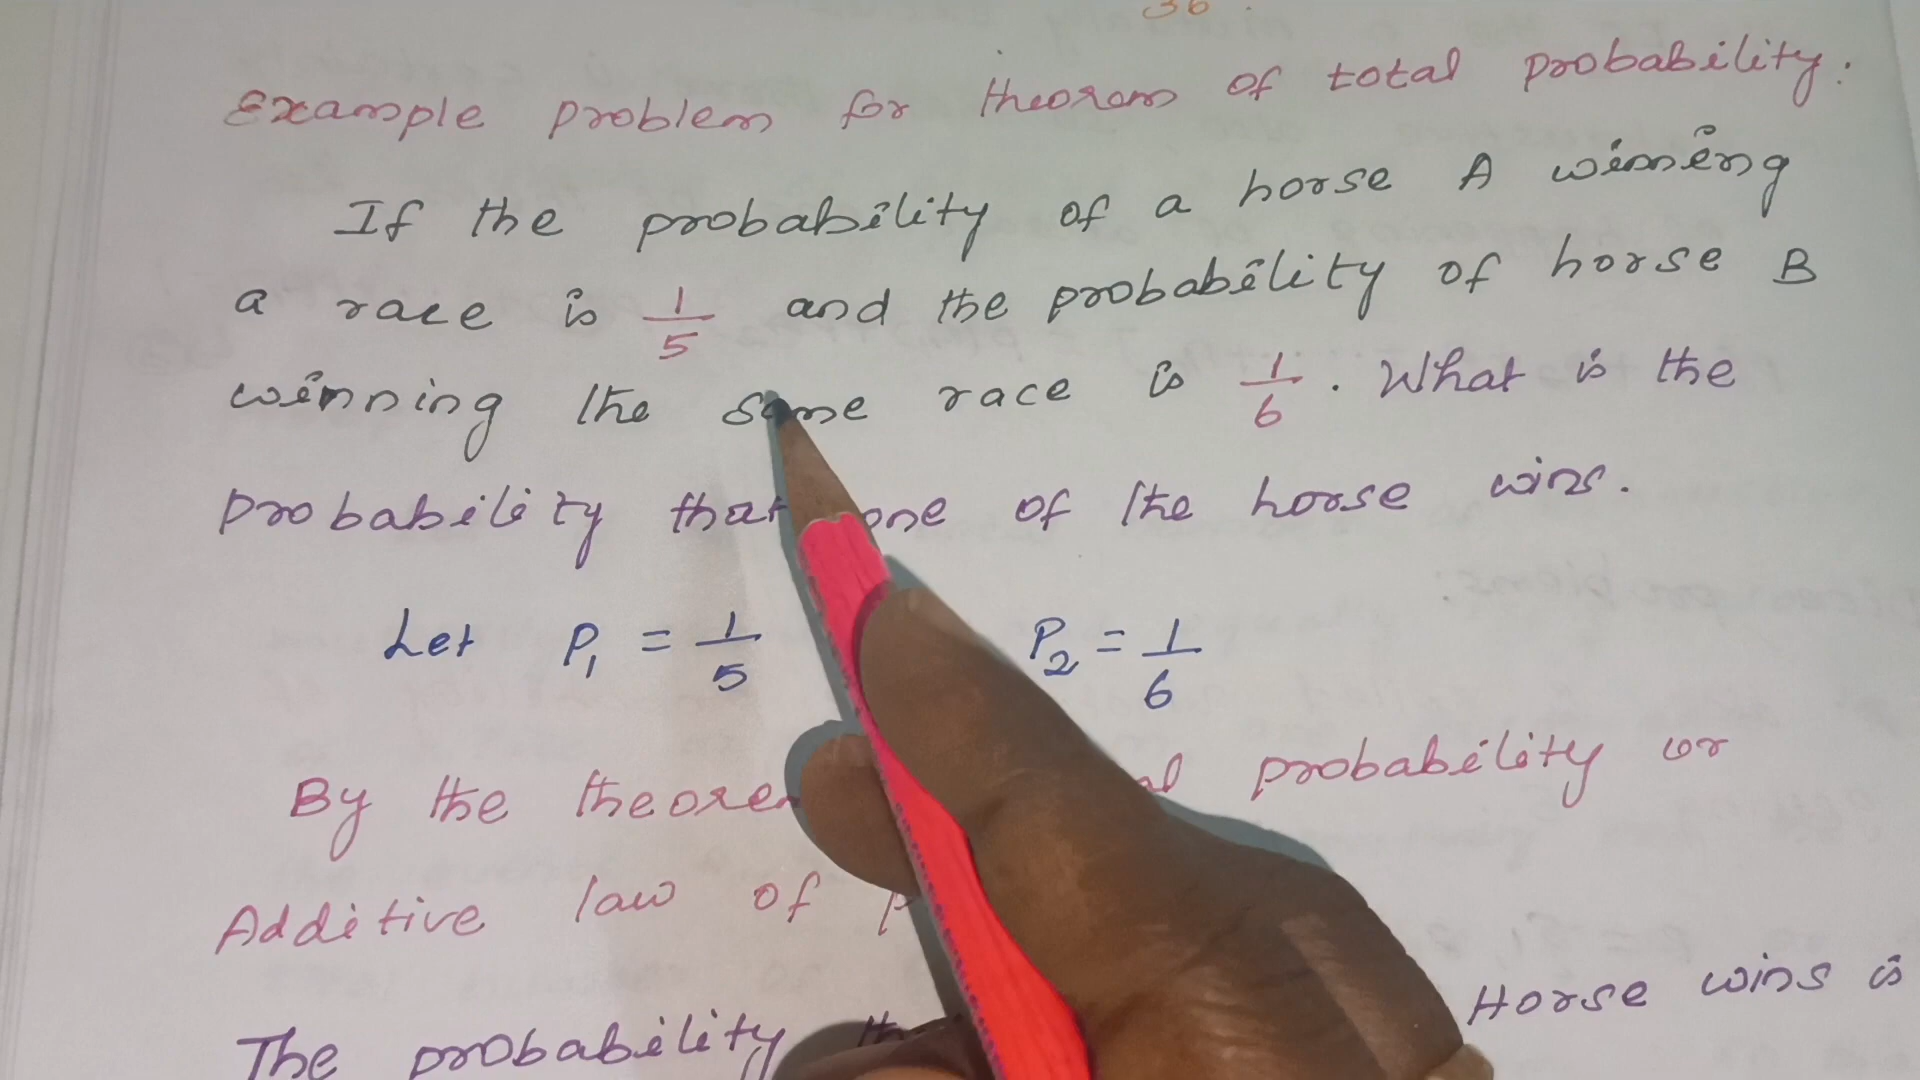 36
Example problem for theorem of total probability.
If the probability of a horse A winning
a race is 1/5 and the probability of horse B
winning the same race is 1/6. What is the
probability that one of the horse wins.
Let P₁ = 1/5 P₂ = 1/6
By the probability or
Additive law of
The probability Horse wins is